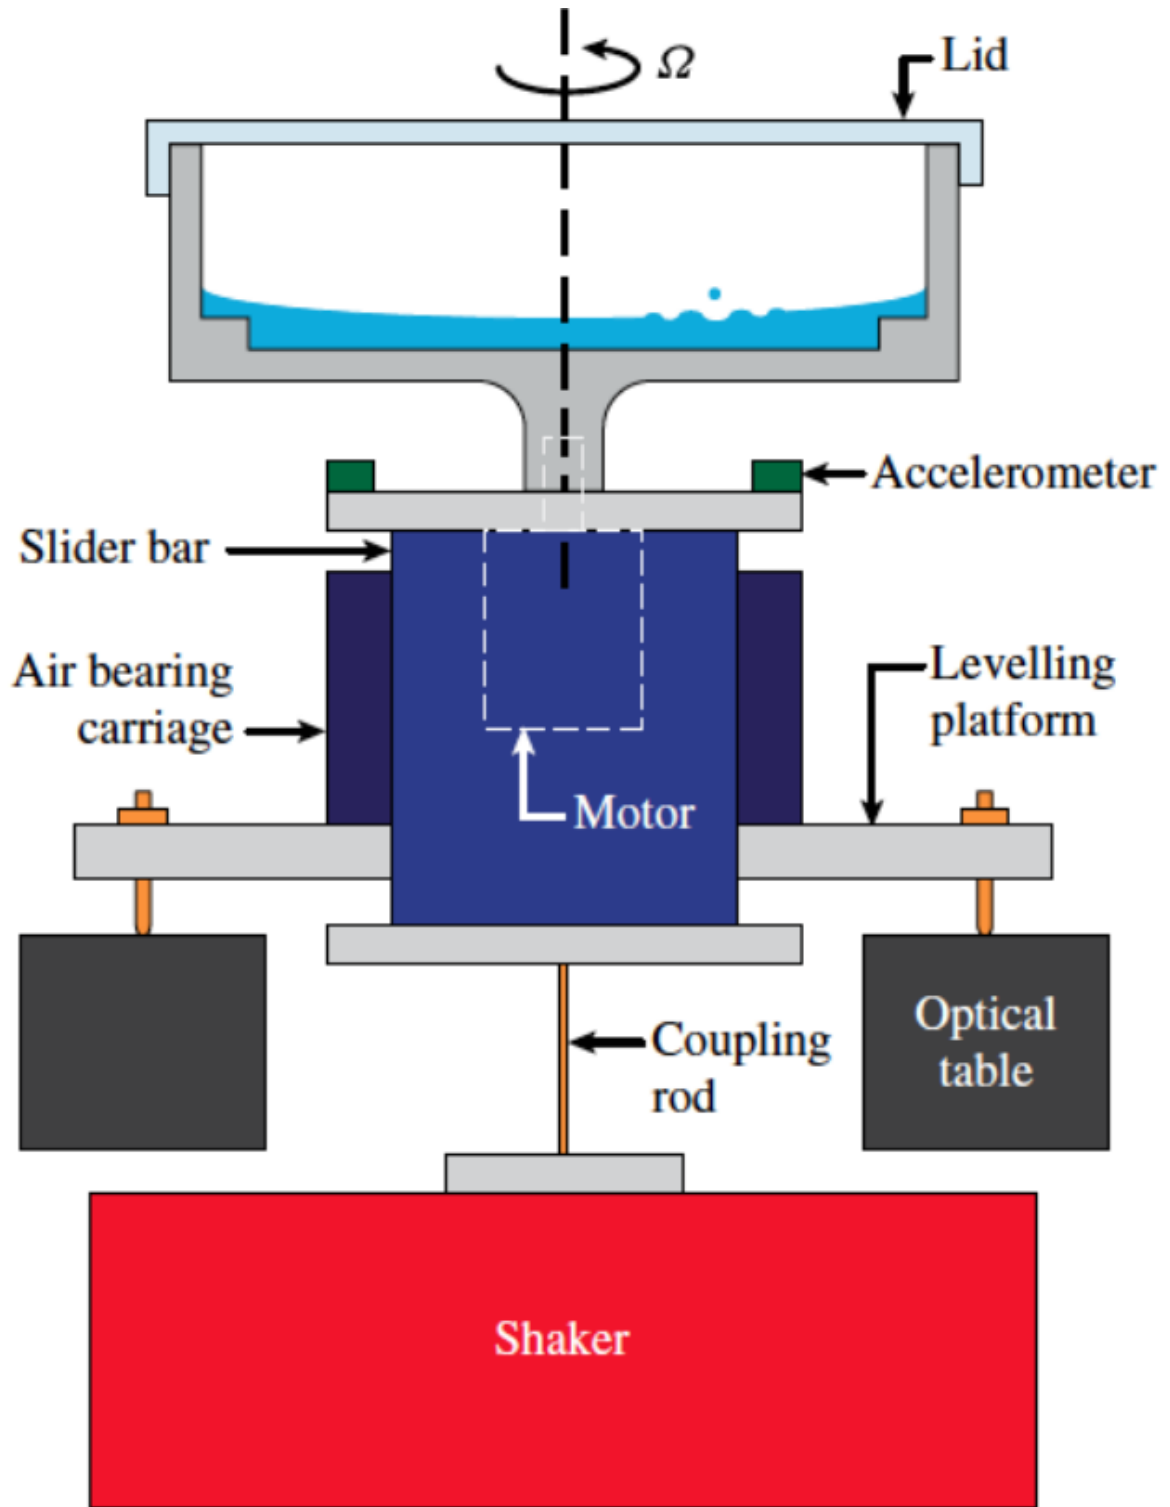 Ω
Lid
Accelerometer
Slider bar
Air bearing
carriage
Levelling
platform
Motor
Optical
table
Coupling
rod
Shaker